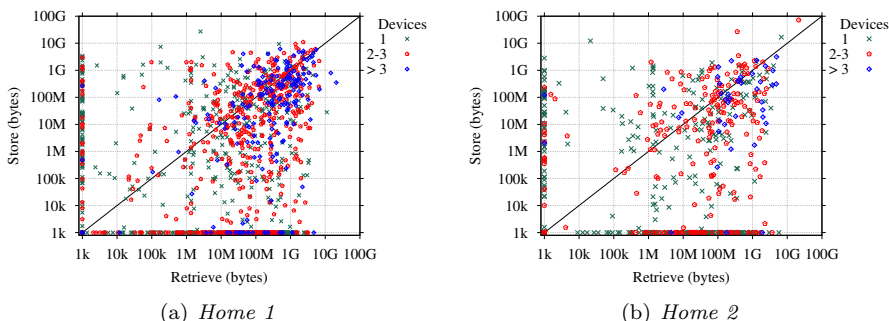 100G
10G
1G
100M
10M
1M
100k
10k
1k
Store (bytes)
1k 10k 100k 1M 10M 100M 1G 10G 100G
Retrieve (bytes)
Devices
1
2-3
> 3
(a) Home 1
100G
10G
1G
100M
10M
1M
100k
10k
1k
Store (bytes)
1k 10k 100k 1M 10M 100M 1G 10G 100G
Retrieve (bytes)
Devices
1
2-3
> 3
(b) Home 2